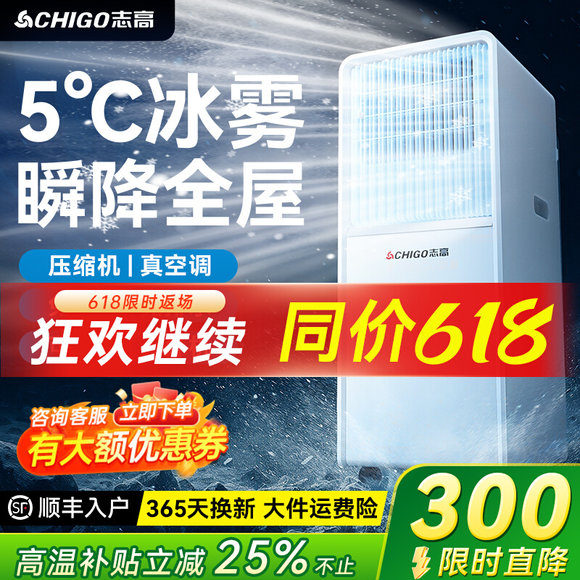 CHIGO志高
5°C冰雾
瞬降全屋
压缩机|真空调
CHIGO志高
618限时返场
狂欢继续
同价618
咨询客服 立即下单
有大额优惠券
SF 顺丰入户
365天换新 大件运费险
300
限时直降
高温补贴立减 25% 不止